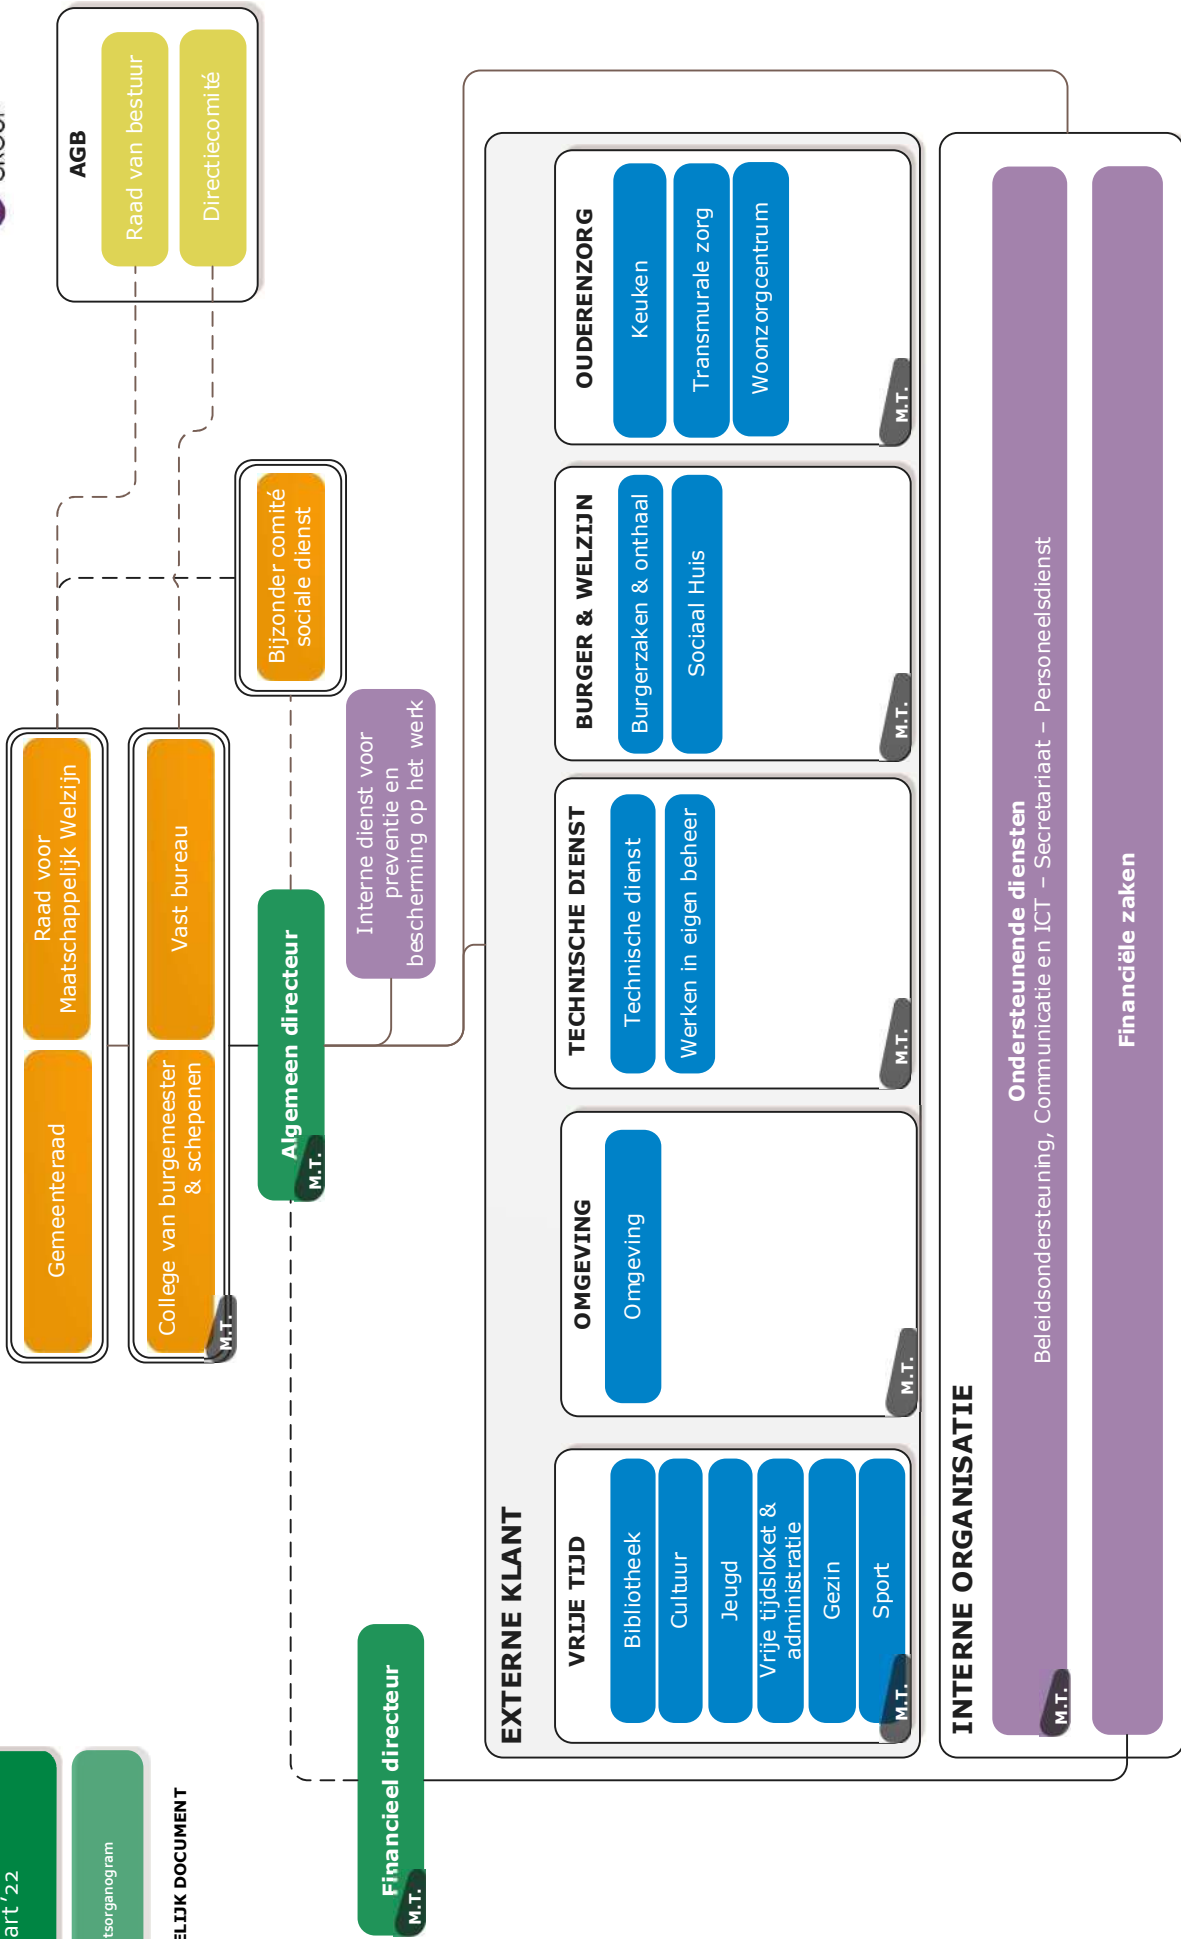 art’22
tsorganogram
ELIJK DOCUMENT
Gemeenteraad
Raad voor
Maatschappelijk Welzijn
College van burgemeester
& schepenen
M.T.
Vast bureau
AGB
Raad van bestuur
Directiecomité
Bijzonder comité
sociale dienst
Algemeen directeur
M.T.
Interne dienst voor
preventie en
bescherming op het werk
Financieel directeur
M.T.
EXTERNE KLANT
VRIJE TIJD
Bibliotheek
Cultuur
Jeugd
Vrije tijdsloket &
administratie
Gezin
Sport
M.T.
OMGEVING
Omgeving
M.T.
TECHNISCHE DIENST
Technische dienst
Werken in eigen beheer
M.T.
BURGER & WELZIJN
Burgerzaken & onthaal
Sociaal Huis
M.T.
OUDERENZORG
Keuken
Transmurale zorg
Woonzorgcentrum
M.T.
INTERNE ORGANISATIE
Ondersteunende diensten
Beleidsondersteuning, Communicatie en ICT – Secretariaat – Personeelsdienst
M.T.
Financiële zaken